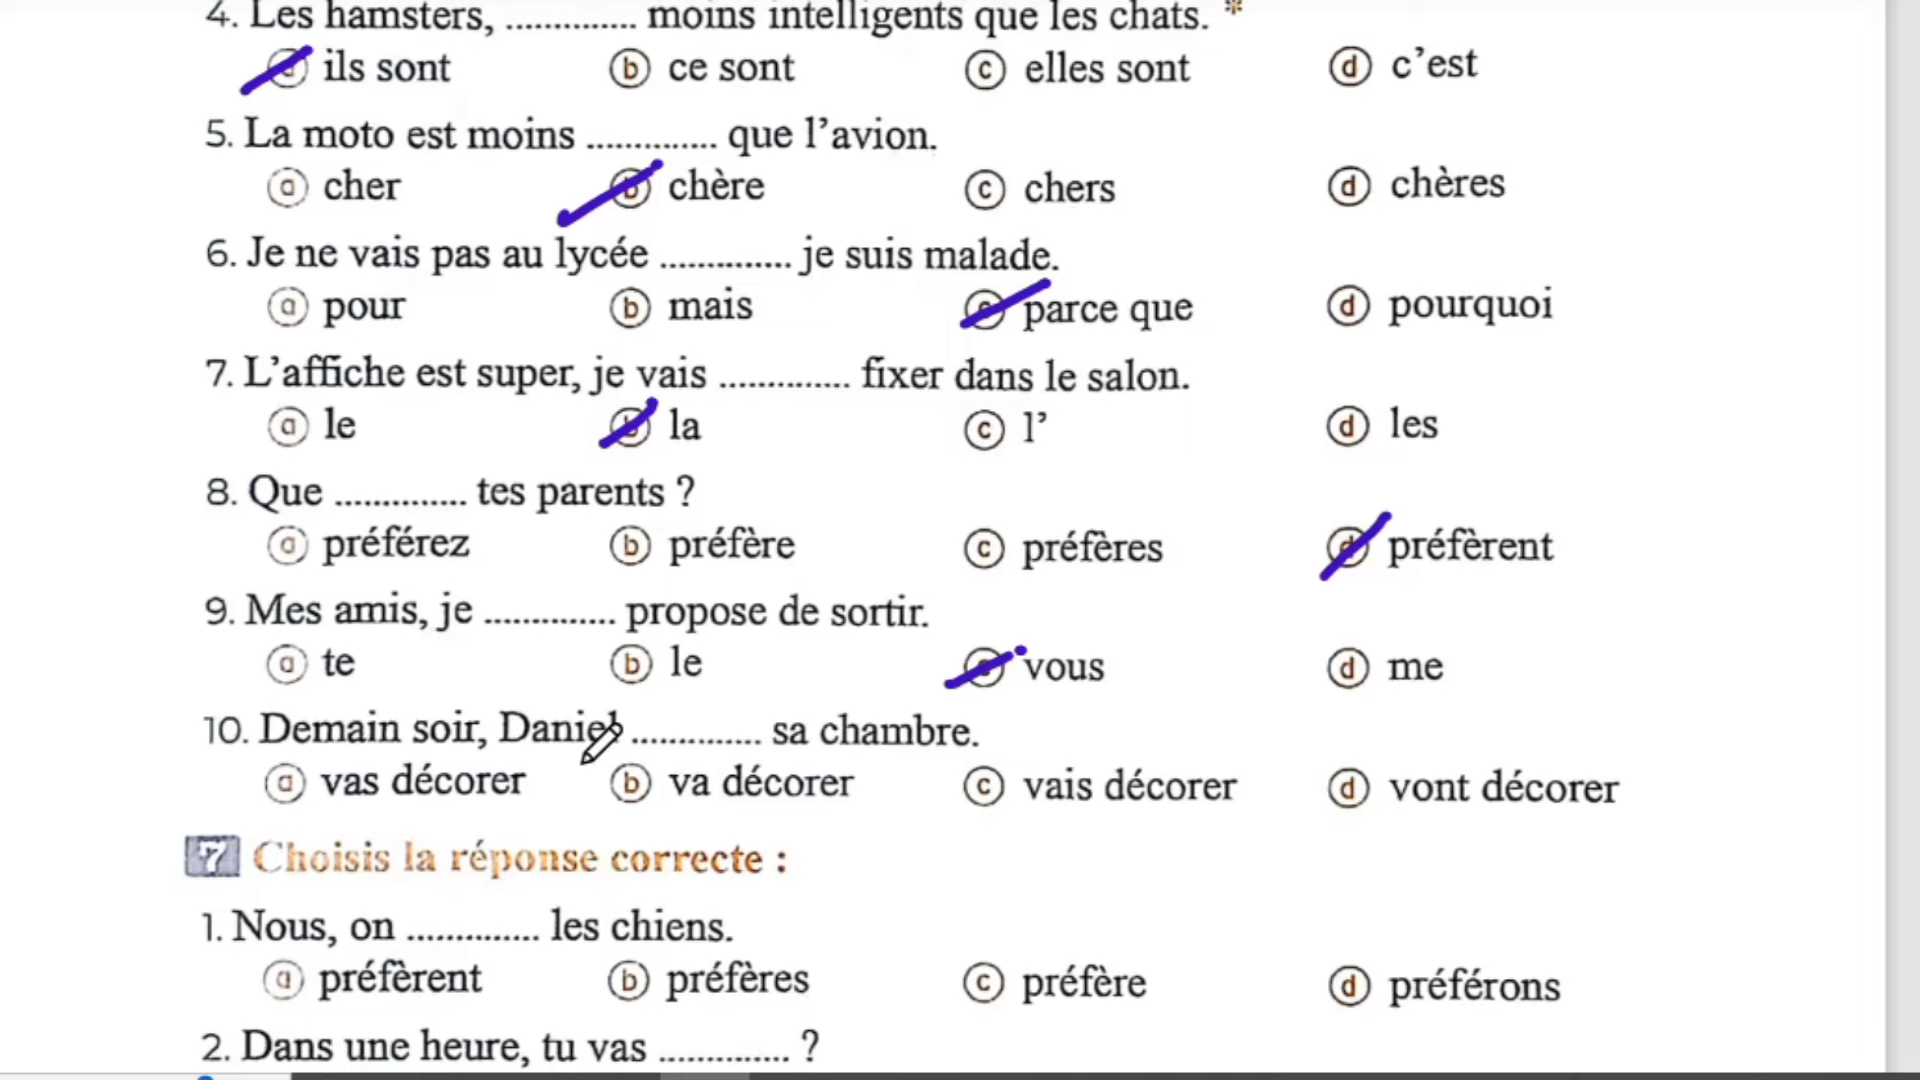 4. Les hamsters, .............. moins intelligents que les chats. *
ⓐ ils sont ⓑ ce sont ⓒ elles sont ⓓ c’est
5. La moto est moins .............. que l’avion.
ⓐ cher ⓑ chère ⓒ chers ⓓ chères
6. Je ne vais pas au lycée .............. je suis malade.
ⓐ pour ⓑ mais ⓒ parce que ⓓ pourquoi
7. L’affiche est super, je vais .............. fixer dans le salon.
ⓐ le ⓑ la ⓒ l’ ⓓ les
8. Que .............. tes parents ?
ⓐ préférez ⓑ préfère ⓒ préfères ⓓ préfèrent
9. Mes amis, je .............. propose de sortir.
ⓐ te ⓑ le ⓒ vous ⓓ me
10. Demain soir, Daniel .............. sa chambre.
ⓐ vas décorer ⓑ va décorer ⓒ vais décorer ⓓ vont décorer
7 Choisis la réponse correcte :
1. Nous, on .............. les chiens.
ⓐ préfèrent ⓑ préfères ⓒ préfère ⓓ préférons
2. Dans une heure, tu vas .............. ?